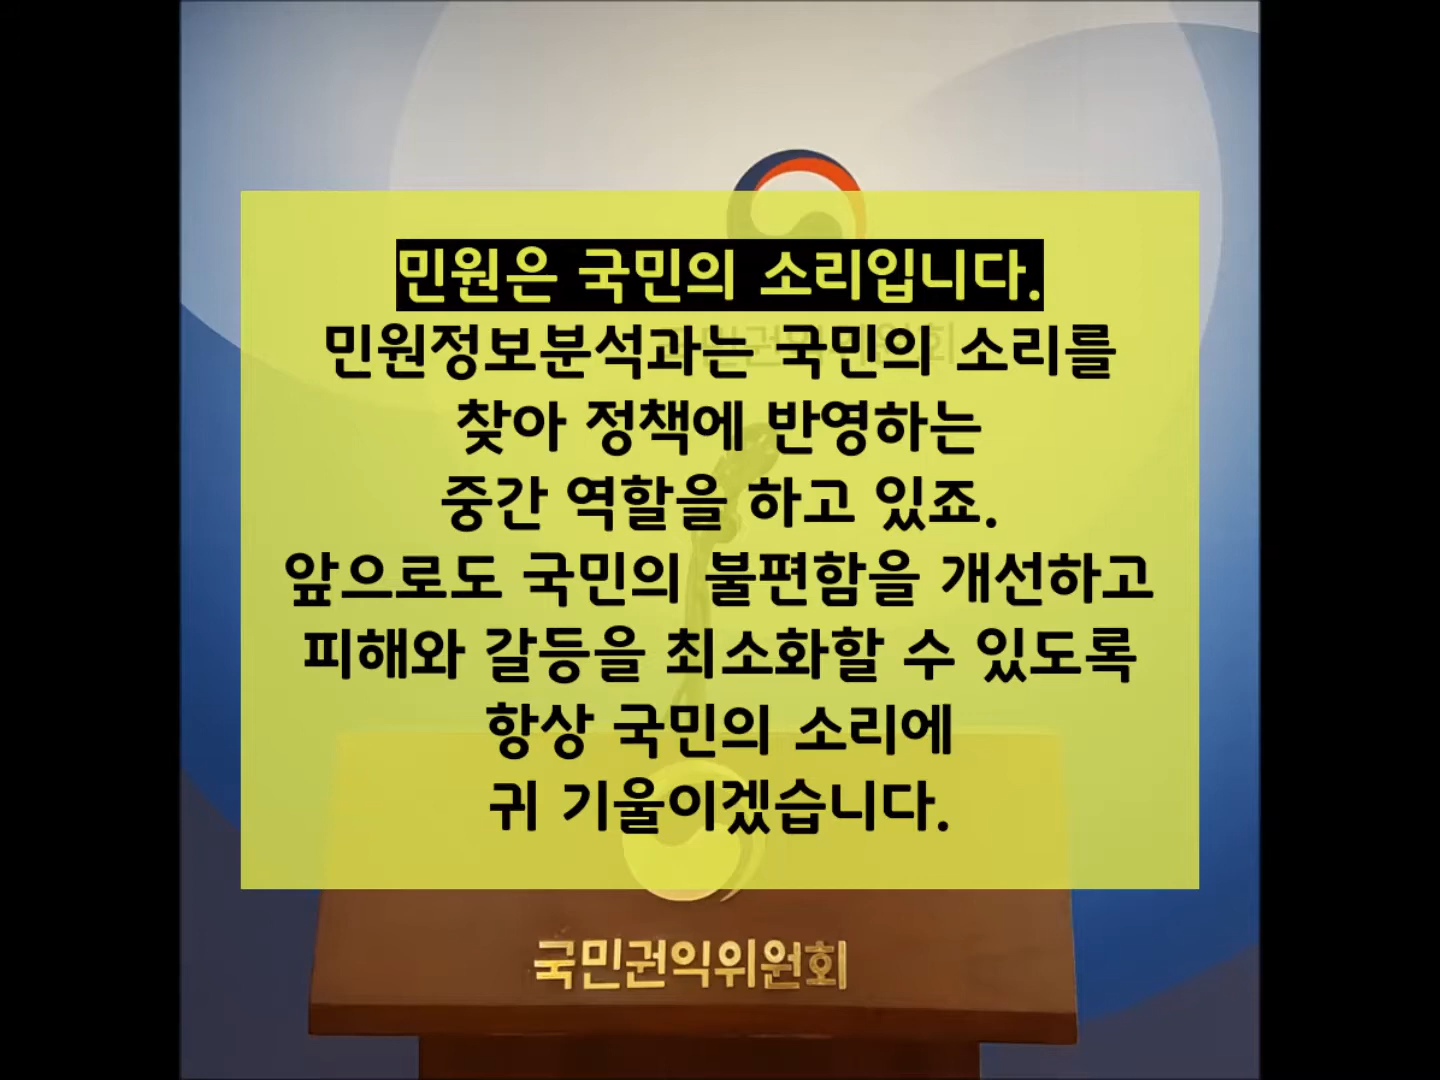 민원은 국민의 소리입니다.
민원정보분석과는 국민의 소리를
찾아 정책에 반영하는
중간 역할을 하고 있죠.
앞으로도 국민의 불편함을 개선하고
피해와 갈등을 최소화할 수 있도록
항상 국민의 소리에
귀 기울이겠습니다.
국민권익위원회